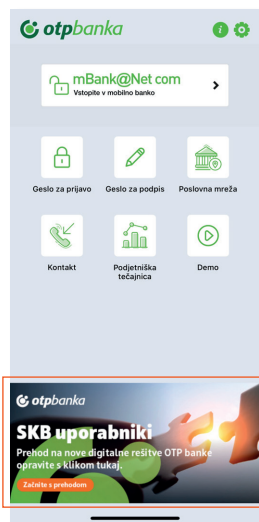 otpbanka
mBank@Net com
Vstopite v mobilno banko
Geslo za prijavo
Geslo za podpis
Poslovna mreža
Kontakt
Podjetniška
tečajnica
Demo
otpbanka
SKB uporabniki
Prehod na nove digitalne rešitve OTP banke
opravite s klikom tukaj.
Začnite s prehodom